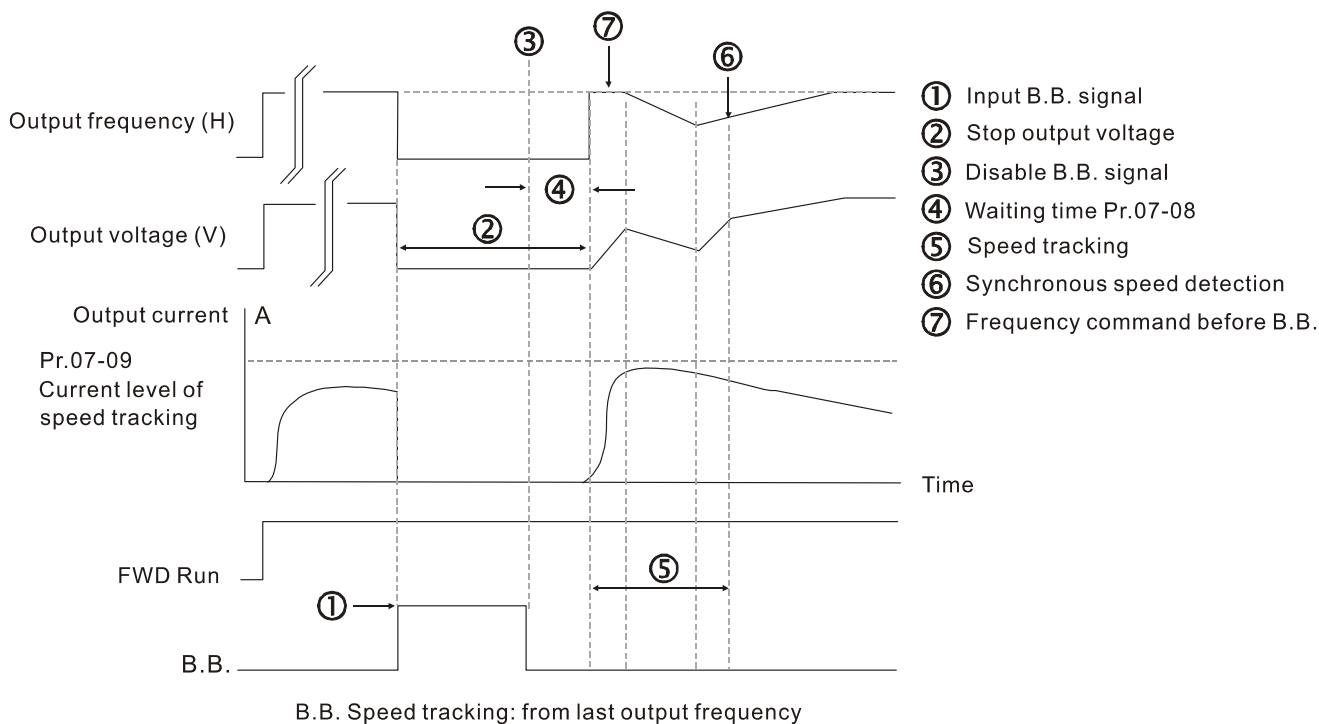 ⑦
③
⑥
Output frequency (H)
④
Output voltage (V)
②
① Input B.B. signal
② Stop output voltage
③ Disable B.B. signal
④ Waiting time Pr.07-08
⑤ Speed tracking
⑥ Synchronous speed detection
⑦ Frequency command before B.B.
Output current
A
Pr.07-09
Current level of
speed tracking
Time
FWD Run
⑤
①
B.B.
B.B. Speed tracking: from last output frequency